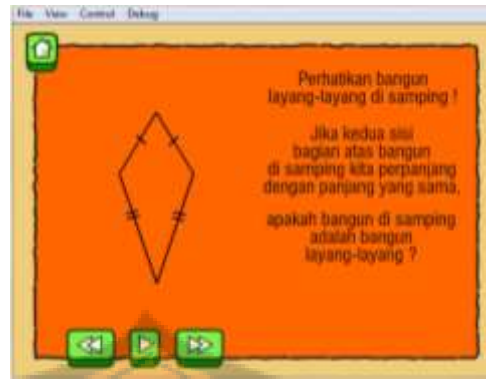 File View Control Debug
Perhatikan bangun
layang-layang di samping !
Jika kedua sisi
bagian atas bangun
di samping kita perpanjang
dengan panjang yang sama,
apakah bangun di samping
adalah bangun
layang-layang ?